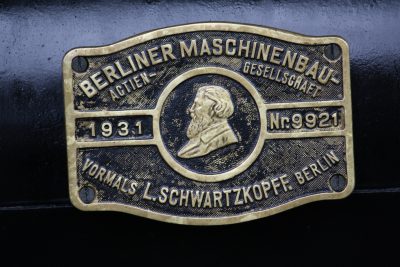 BERLINER MASCHINENBAU-
ACTIEN-GESELLSCHAFT
1931 Nr. 9921
VORMALS L. SCHWARTZKOPFF. BERLIN